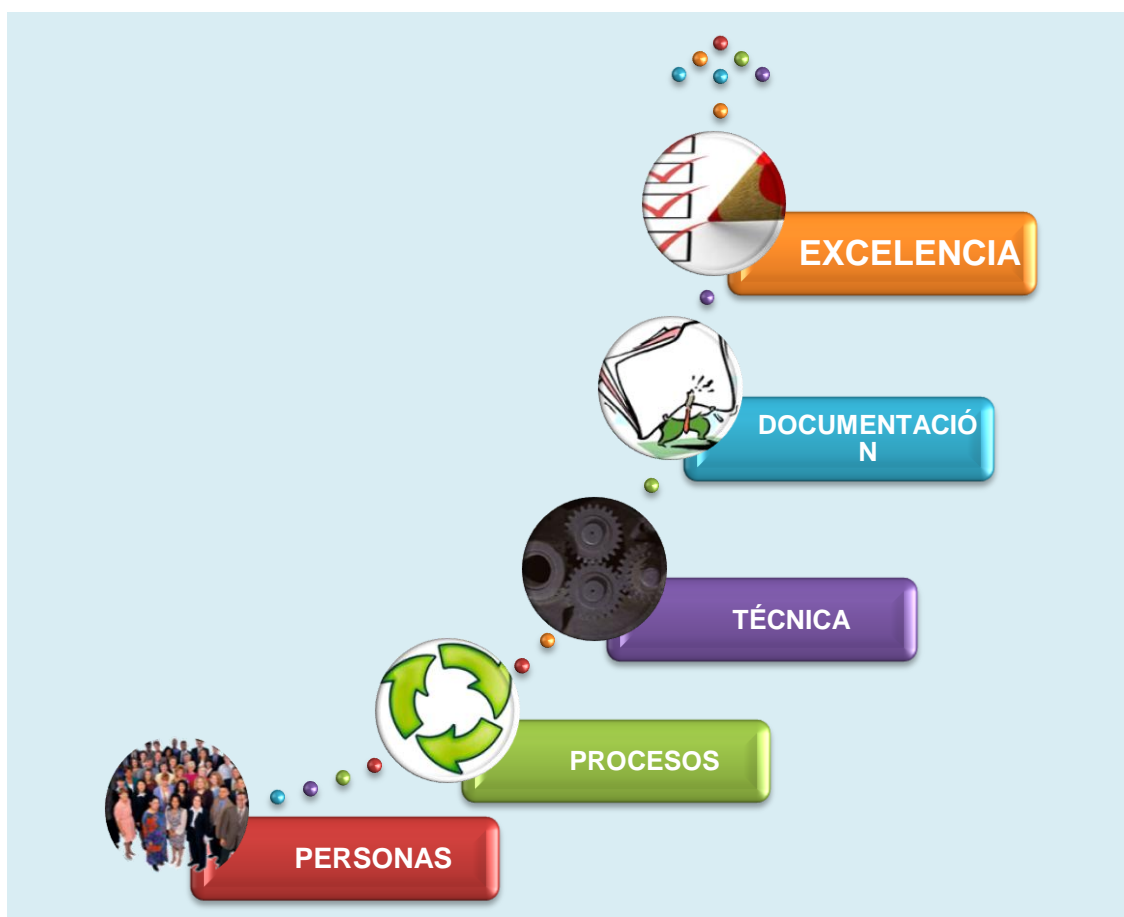 EXCELENCIA
DOCUMENTACIÓ
N
TÉCNICA
PROCESOS
PERSONAS